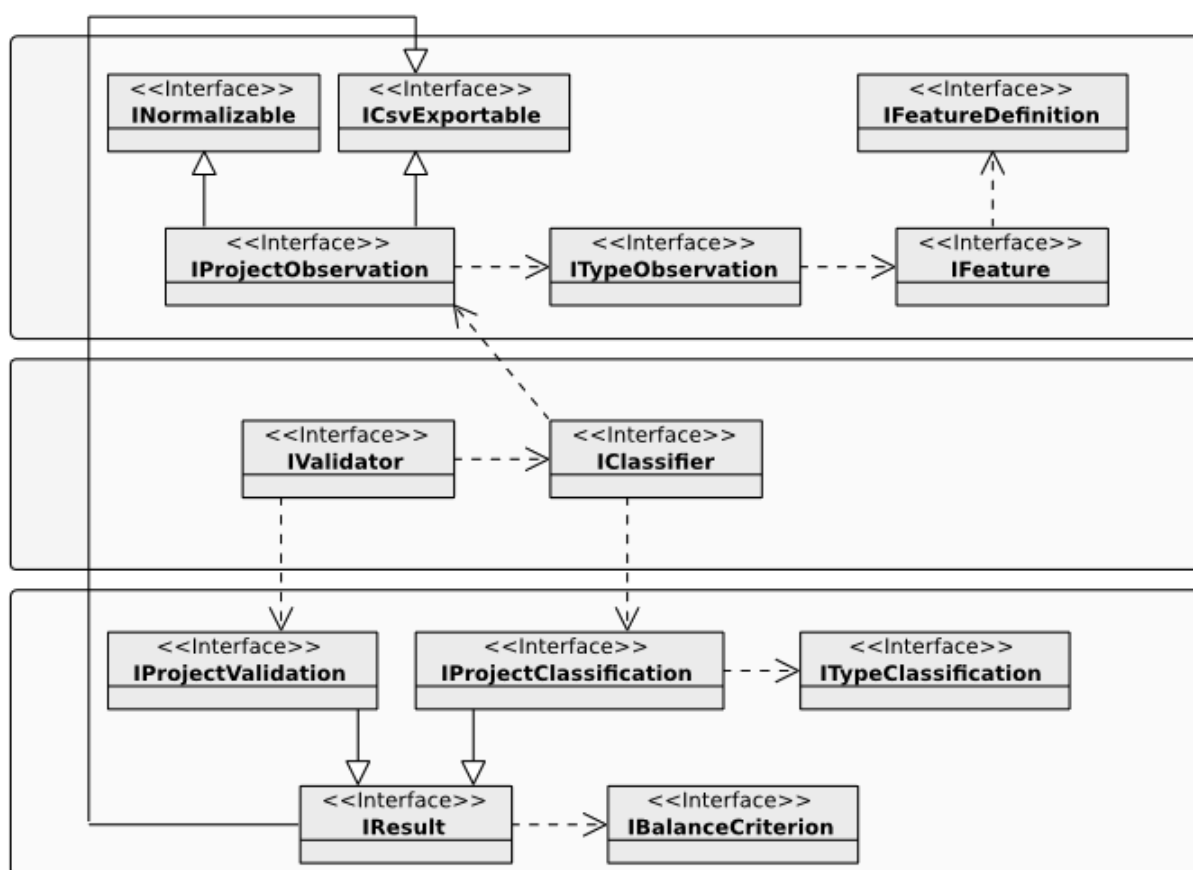 <<Interface>>
INormalizable
<<Interface>>
ICsvExportable
<<Interface>>
IFeatureDefinition
<<Interface>>
IProjectObservation
<<Interface>>
ITypeObservation
<<Interface>>
IFeature
<<Interface>>
IValidator
<<Interface>>
IClassifier
<<Interface>>
IProjectValidation
<<Interface>>
IProjectClassification
<<Interface>>
ITypeClassification
<<Interface>>
IResult
<<Interface>>
IBalanceCriterion